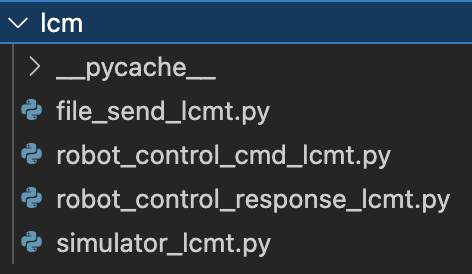 lcm
__pycache__
file_send_lcmt.py
robot_control_cmd_lcmt.py
robot_control_response_lcmt.py
simulator_lcmt.py